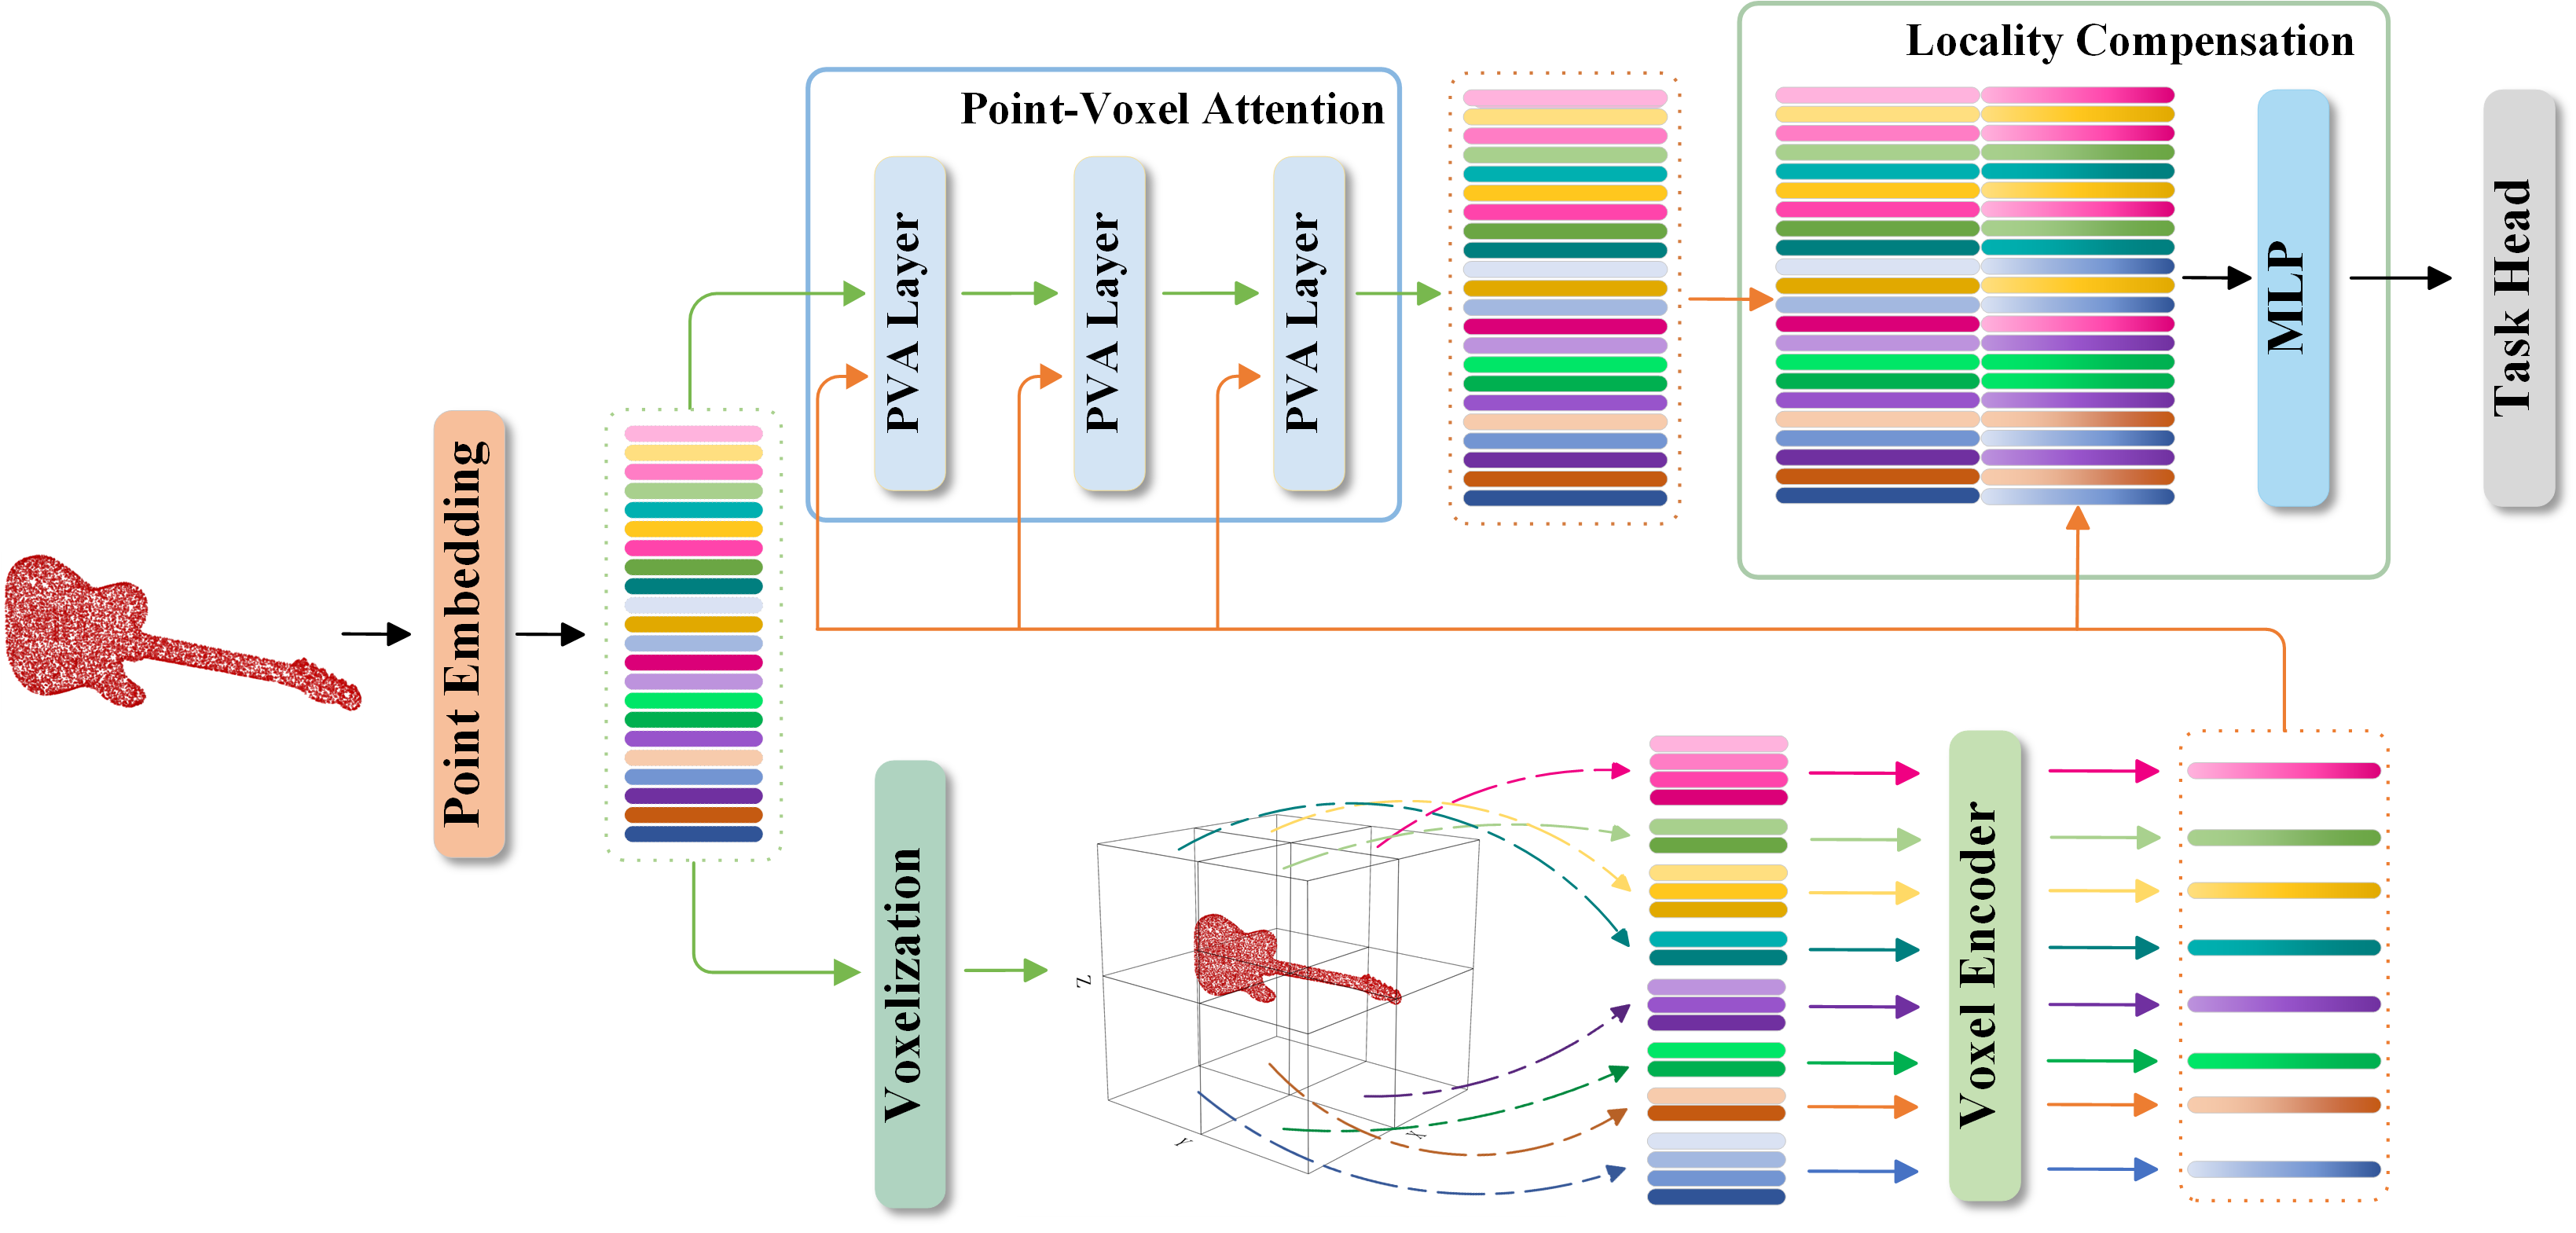 Locality Compensation
Point-Voxel Attention
PVA Layer
PVA Layer
PVA Layer
MLP
Task Head
Point Embedding
Voxelization
Z
Y
X
Voxel Encoder